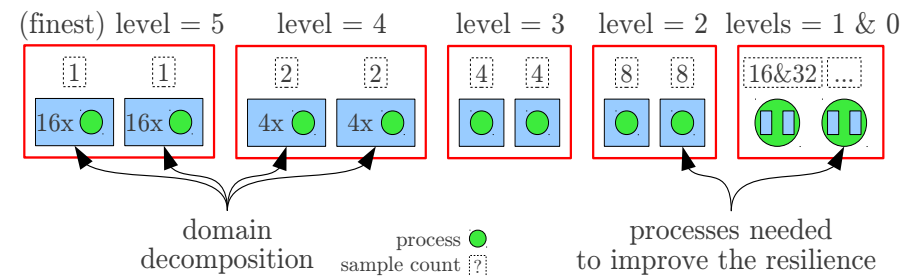 (finest) level = 5 level = 4 level = 3 level = 2 levels = 1 & 0
1 1 2 2 4 4 8 8 16&32 ...
16x 16x 4x 4x
domain
decomposition
process
sample count ?
processes needed
to improve the resilience